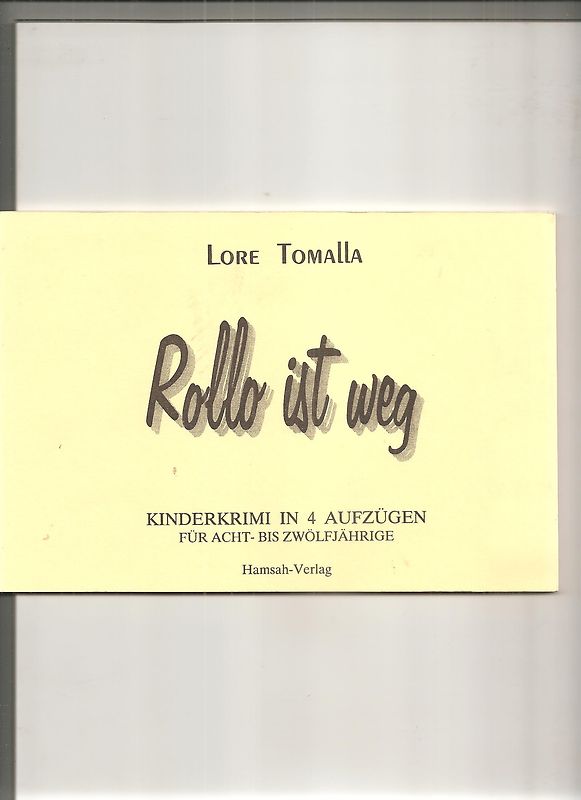 Lore Tomalla
Rollo ist weg
KINDERKRIMI IN 4 AUFZÜGEN
FÜR ACHT- BIS ZWÖLFJÄHRIGE
Hamsah-Verlag